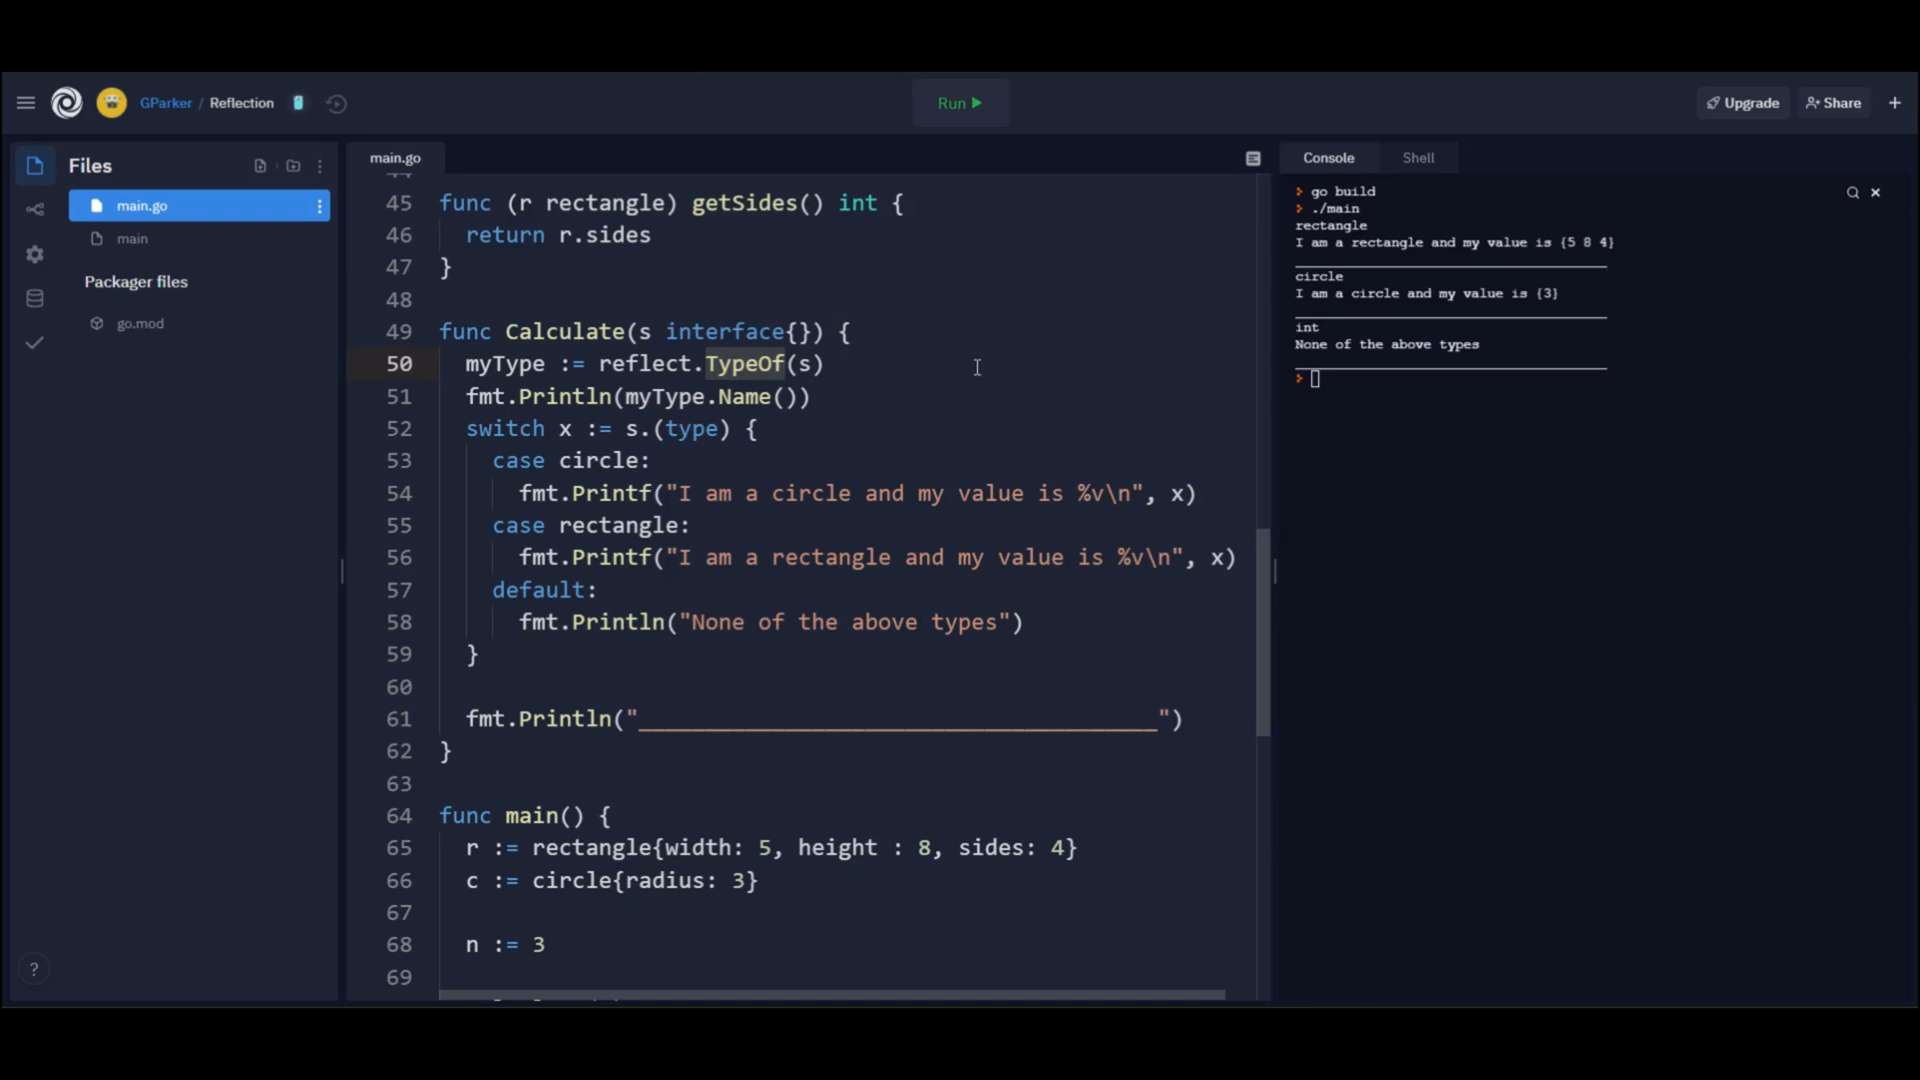 GParker / Reflection
Run
Upgrade
Share
Files
main.go
main
Packager files
go.mod
?
main.go
44
45 func (r rectangle) getSides() int {
46 return r.sides
47 }
48
49 func Calculate(s interface{}) {
50 myType := reflect.TypeOf(s)
51 fmt.Println(myType.Name())
52 switch x := s.(type) {
53 case circle:
54 fmt.Printf("I am a circle and my value is %v\n", x)
55 case rectangle:
56 fmt.Printf("I am a rectangle and my value is %v\n", x)
57 default:
58 fmt.Println("None of the above types")
59 }
60
61 fmt.Println("_______________________________________")
62 }
63
64 func main() {
65 r := rectangle{width: 5, height : 8, sides: 4}
66 c := circle{radius: 3}
67
68 n := 3
69
Console
Shell
go build
./main
rectangle
I am a rectangle and my value is {5 8 4}
_______________________________________
circle
I am a circle and my value is {3}
_______________________________________
int
None of the above types
_______________________________________